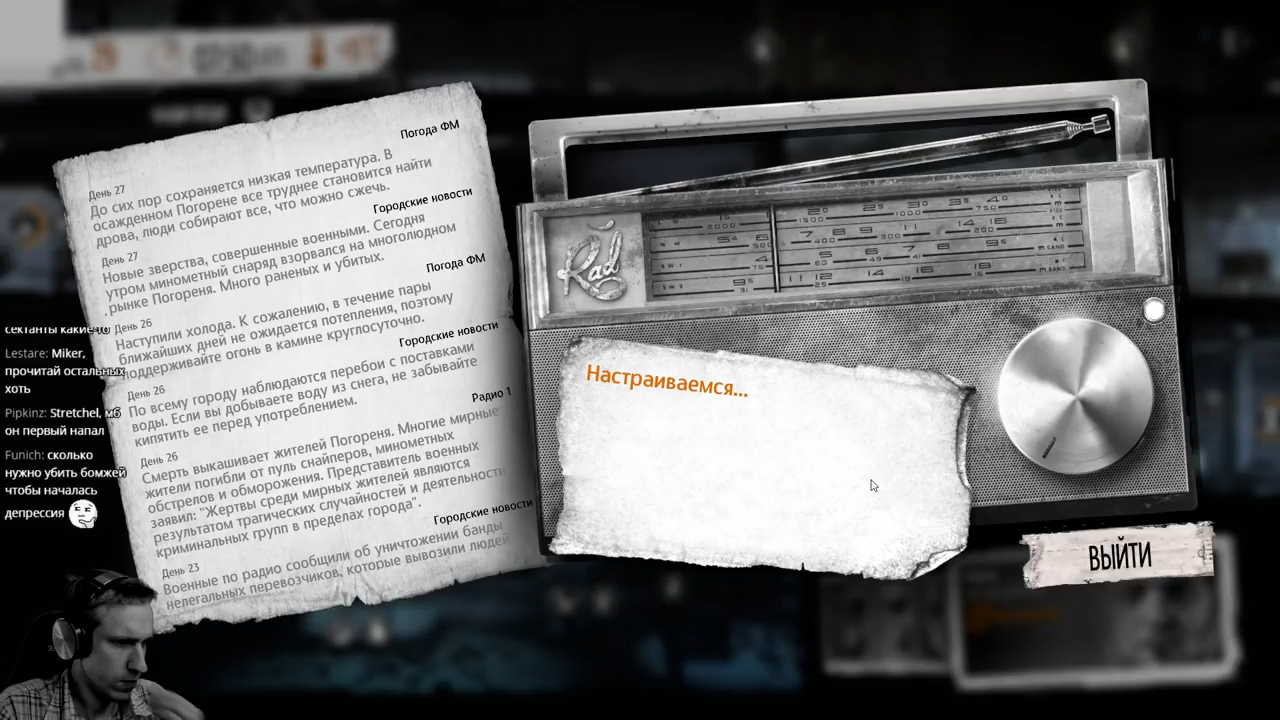 Погода ФМ
День 27
До сих пор сохраняется низкая температура. В
осажденном Погорене все труднее становится найти
дрова, люди собирают все, что можно сжечь.
Городские новости
День 27
Новые зверства, совершенные военными. Сегодня
утром минометный снаряд взорвался на многолюдном
рынке Погореня. Много раненых и убитых.
Погода ФМ
День 26
Наступили холода. К сожалению, в течение пары
ближайших дней не ожидается потепления, поэтому
поддерживайте огонь в камине круглосуточно.
Городские новости
День 26
По всему городу наблюдаются перебои с поставками
воды. Если вы добываете воду из снега, не забывайте
кипятить ее перед употреблением.
Радио 1
День 26
Смерть выкашивает жителей Погореня. Многие мирные
жители погибли от пуль снайперов, минометных
обстрелов и обморожения. Представитель военных
заявил: "Жертвы среди мирных жителей являются
результатом трагических случайностей и деятельности
криминальных групп в пределах города".
Городские новости
День 23
Военные по радио сообщили об уничтожении банды
нелегальных перевозчиков, которые вывозили людей
сектанты какие-то
Lestare: Miker,
прочитай остальных
хоть
Pipkinz: Stretchel, мб
он первый напал
Funich: сколько
нужно убить бомжей
чтобы началась
депрессия
Rad
Настраиваемся...
ВЫЙТИ